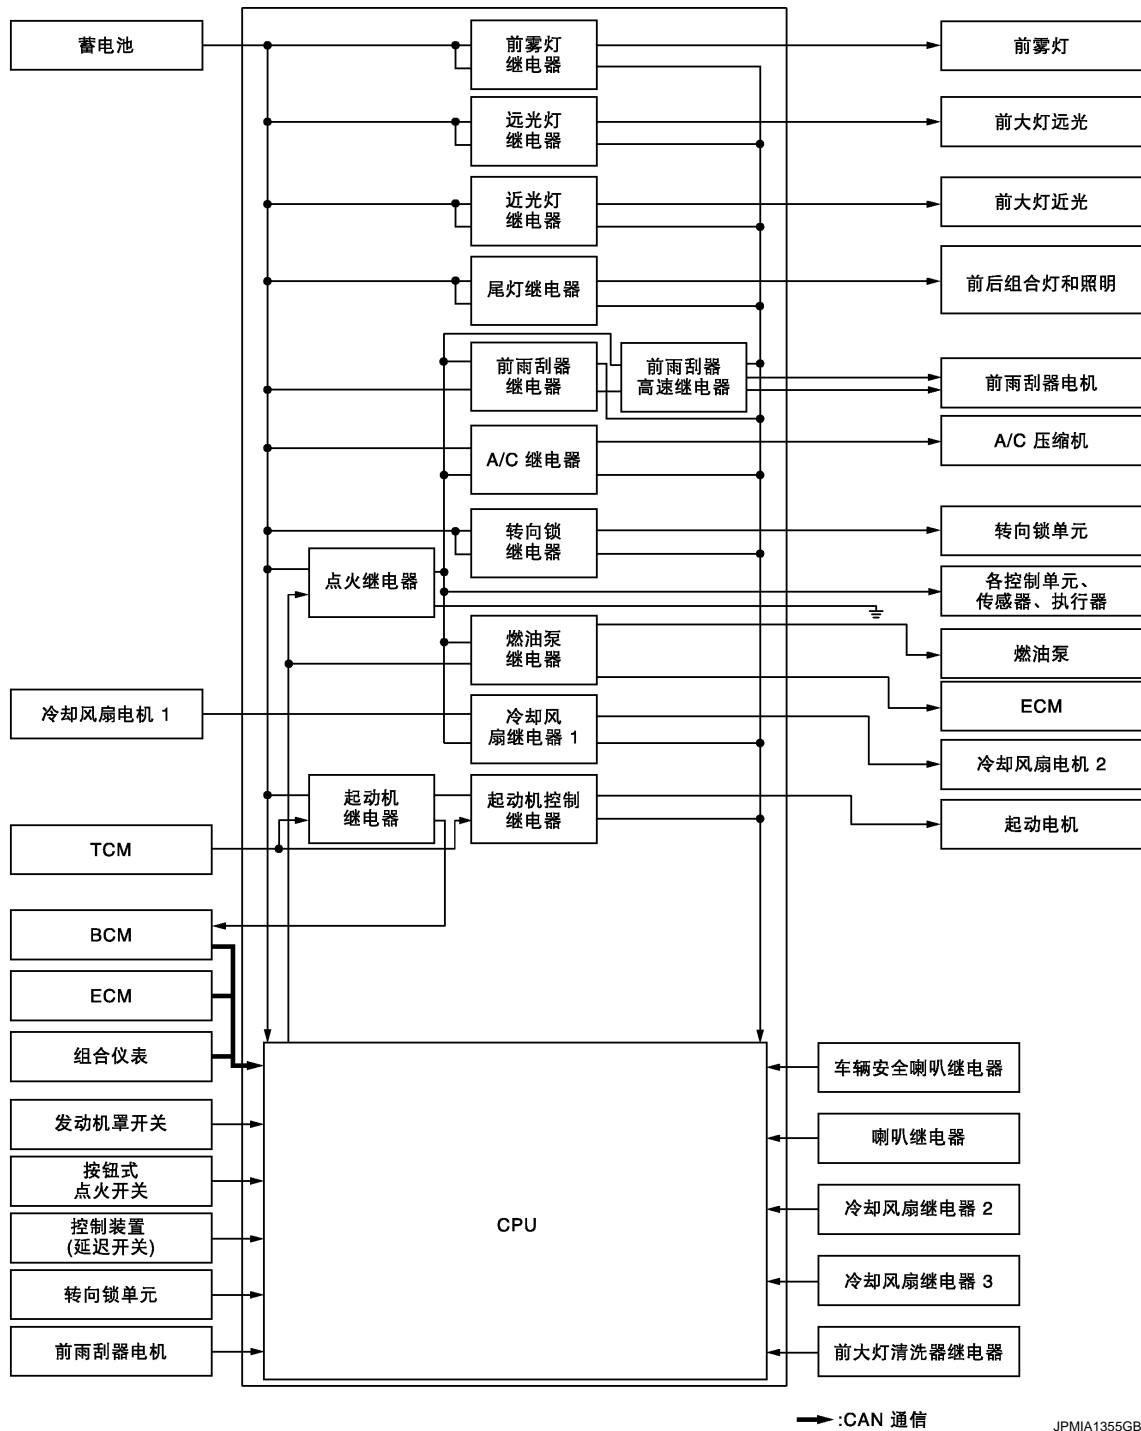 蓄电池
前雾灯
继电器
前雾灯
远光灯
继电器
前大灯远光
近光灯
继电器
前大灯近光
尾灯继电器
前后组合灯和照明
前雨刮器
继电器
前雨刮器
高速继电器
前雨刮器电机
A/C 继电器
A/C 压缩机
转向锁
继电器
转向锁单元
点火继电器
各控制单元、
传感器、执行器
燃油泵
继电器
燃油泵
ECM
冷却风扇电机 1
冷却风
扇继电器 1
冷却风扇电机 2
起动机
继电器
起动机控制
继电器
起动电机
TCM
BCM
ECM
组合仪表
发动机罩开关
按钮式
点火开关
控制装置
(延迟开关)
转向锁单元
前雨刮器电机
CPU
车辆安全喇叭继电器
喇叭继电器
冷却风扇继电器 2
冷却风扇继电器 3
前大灯清洗器继电器
:CAN 通信
JPMIA1355GB